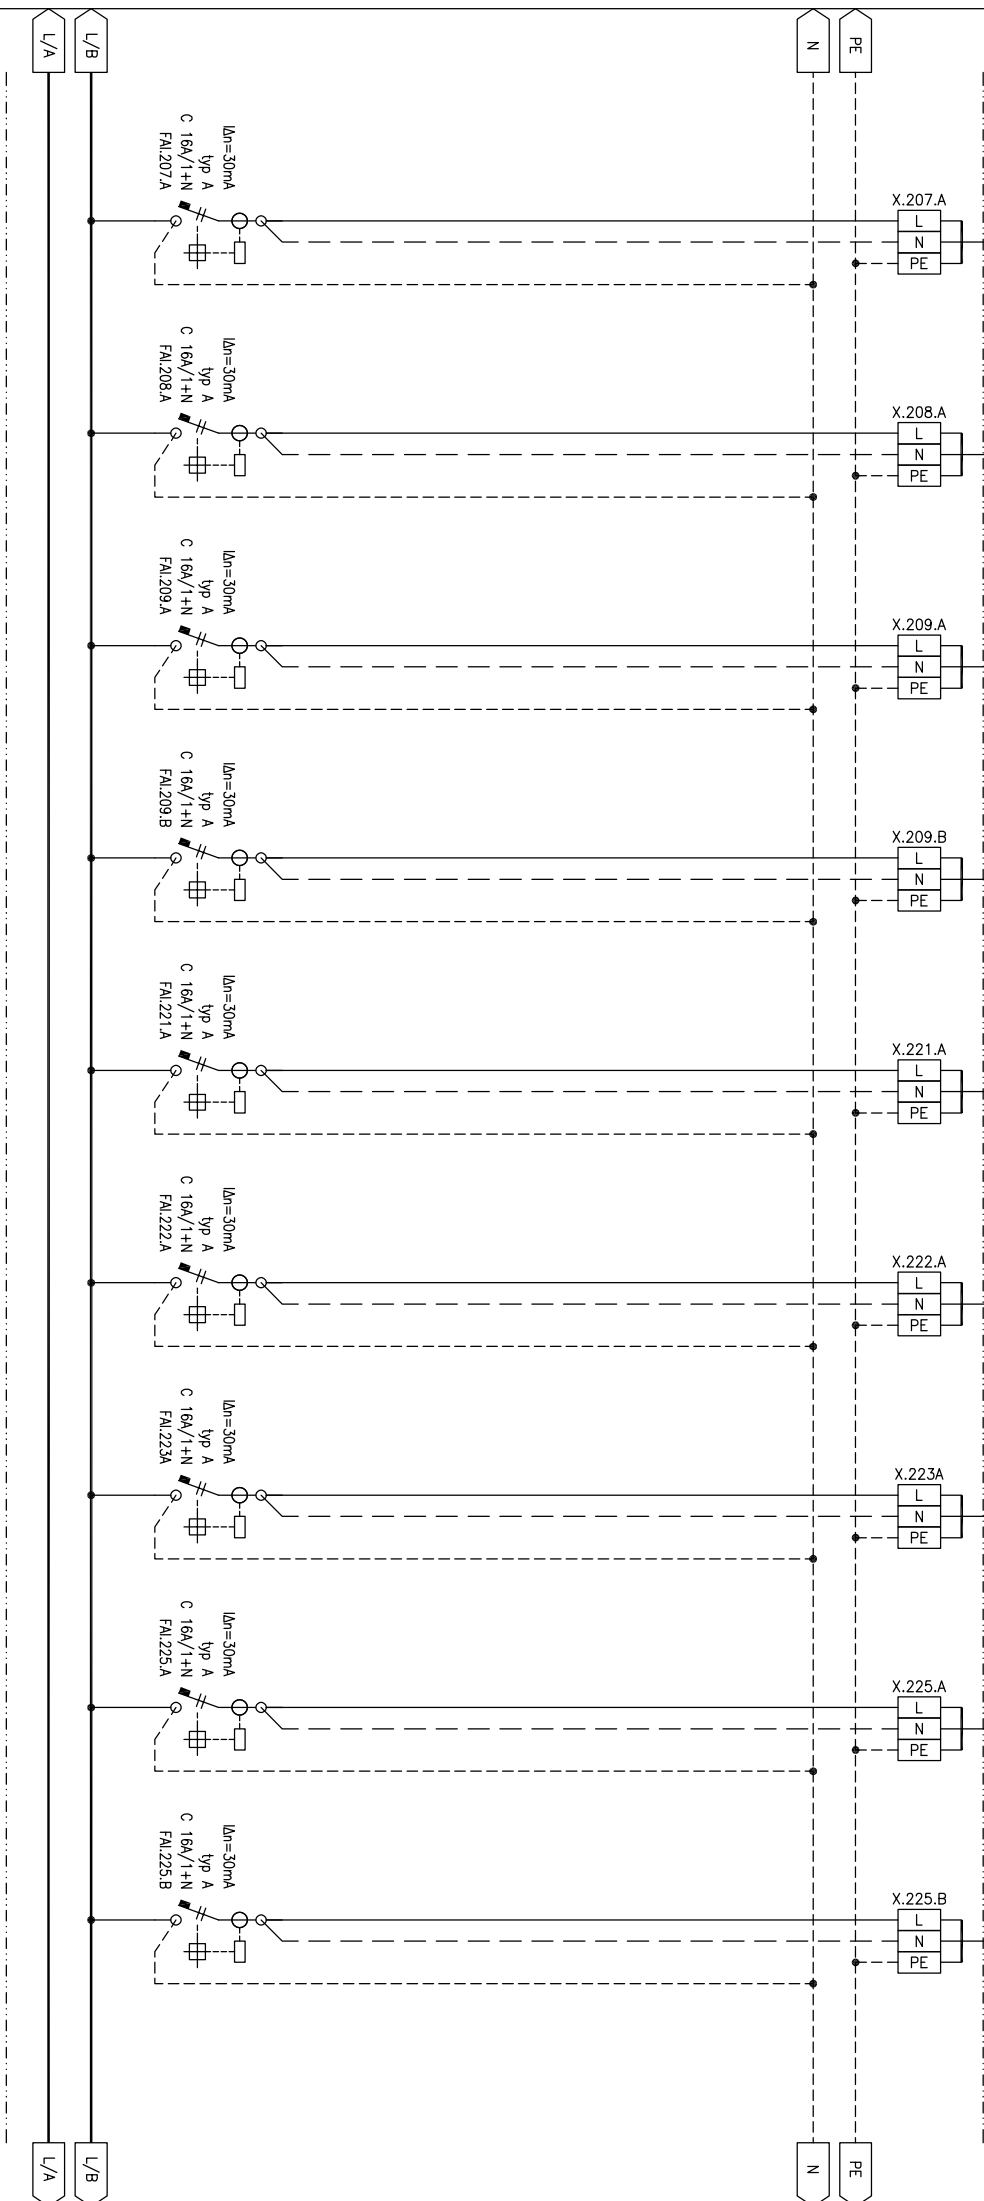 L/A
L/B
N
PE
IΔn=30mA
typ A
C 16A/1+N
FAI.207.A
X.207.A
L
N
PE
IΔn=30mA
typ A
C 16A/1+N
FAI.208.A
X.208.A
L
N
PE
IΔn=30mA
typ A
C 16A/1+N
FAI.209.A
X.209.A
L
N
PE
IΔn=30mA
typ A
C 16A/1+N
FAI.209.B
X.209.B
L
N
PE
IΔn=30mA
typ A
C 16A/1+N
FAI.221.A
X.221.A
L
N
PE
IΔn=30mA
typ A
C 16A/1+N
FAI.222.A
X.222.A
L
N
PE
IΔn=30mA
typ A
C 16A/1+N
FAI.223A
X.223A
L
N
PE
IΔn=30mA
typ A
C 16A/1+N
FAI.225.A
X.225.A
L
N
PE
IΔn=30mA
typ A
C 16A/1+N
FAI.225.B
X.225.B
L
N
PE
L/A
L/B
N
PE